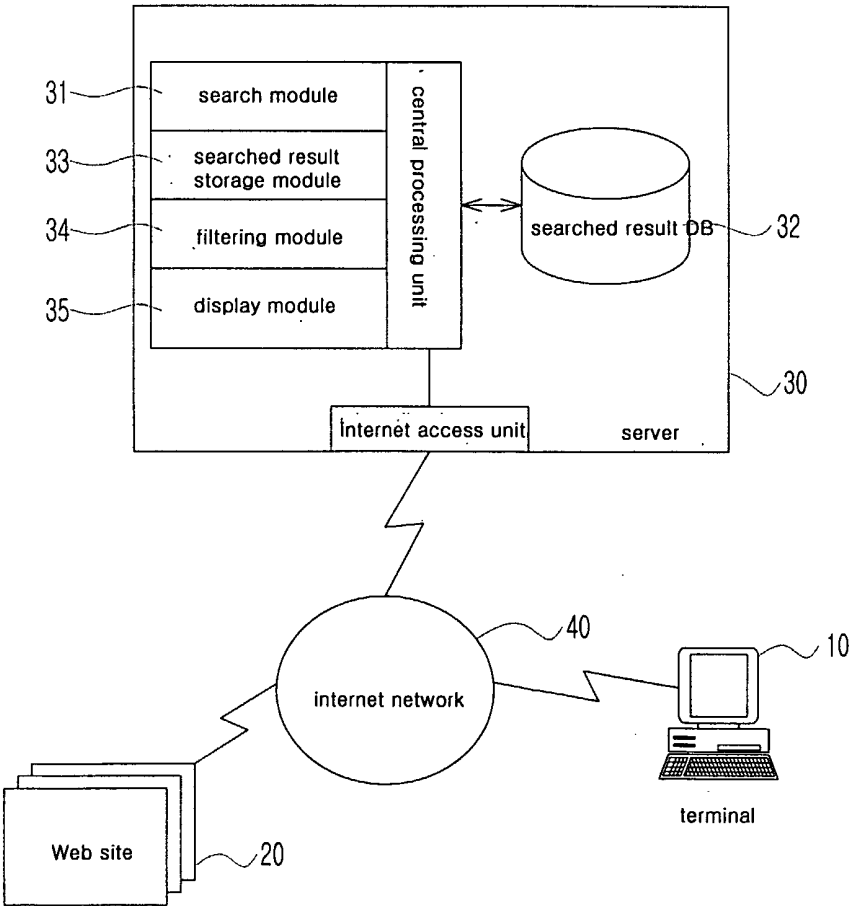 31
search module
33
searched result
storage module
34
filtering module
35
display module
central processing unit
searched result DB
32
30
Internet access unit
server
40
internet network
10
terminal
Web site
20